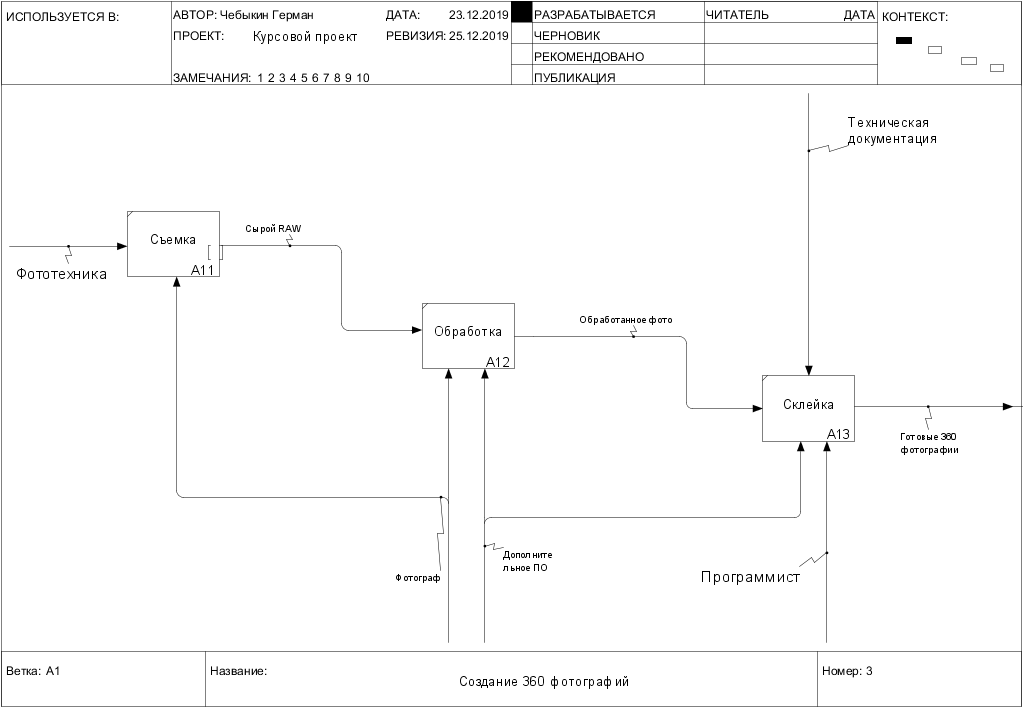 ИСПОЛЬЗУЕТСЯ В:
АВТОР: Чебыкин Герман
ДАТА: 23.12.2019
РАЗРАБАТЫВАЕТСЯ
ЧИТАТЕЛЬ
ДАТА
КОНТЕКСТ:
ПРОЕКТ: Курсовой проект
РЕВИЗИЯ: 25.12.2019
ЧЕРНОВИК
РЕКОМЕНДОВАНО
ЗАМЕЧАНИЯ: 1 2 3 4 5 6 7 8 9 10
ПУБЛИКАЦИЯ
Техническая
документация
Съемка
A11
Сырой RAW
Фототехника
Обработка
A12
Обработанное фото
Склейка
A13
Готовые 360
фотографии
Фотограф
Дополните
льное ПО
Программист
Ветка: A1
Название:
Создание 360 фотографий
Номер: 3